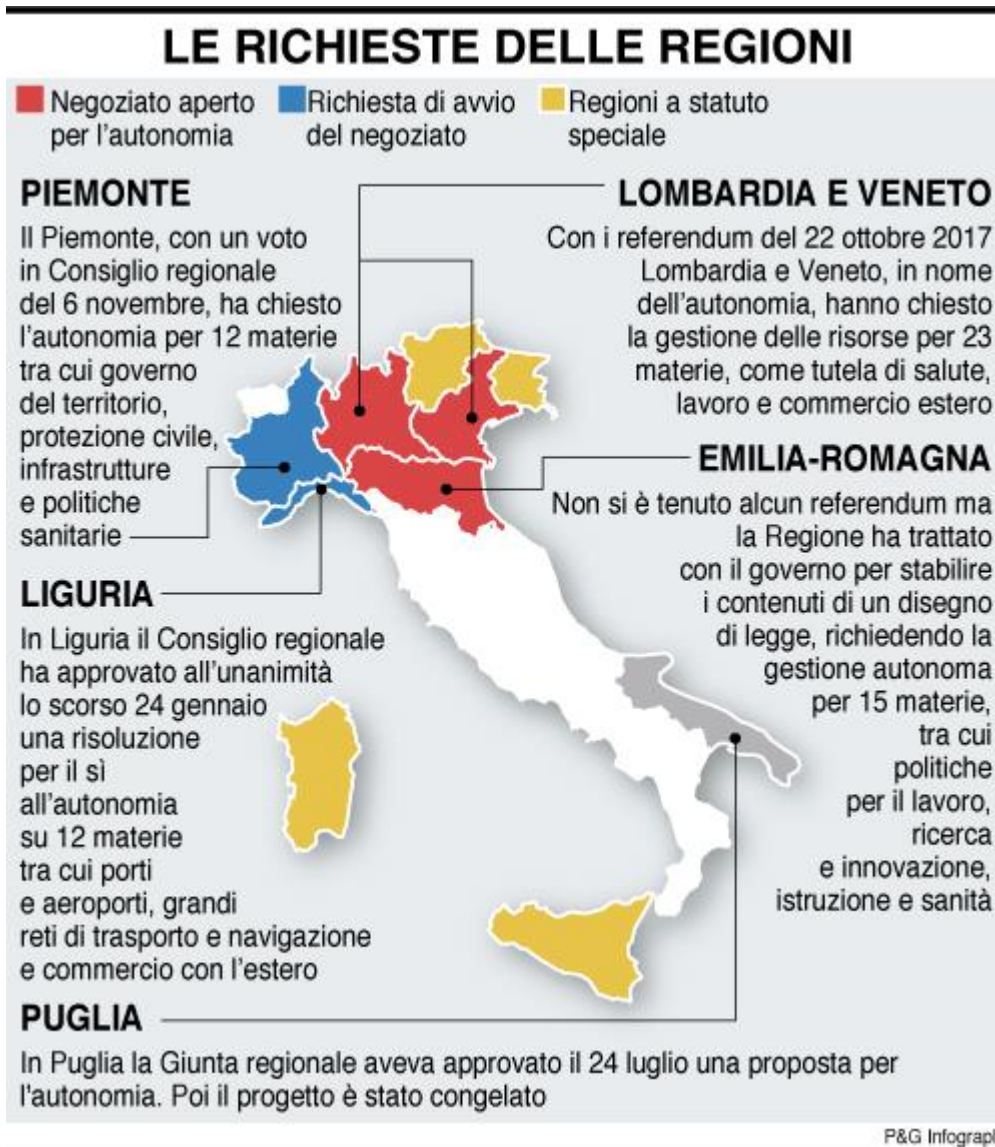 LE RICHIESTE DELLE REGIONI
Negoziato aperto
per l'autonomia
Richiesta di avvio
del negoziato
Regioni a statuto
speciale
PIEMONTE
Il Piemonte, con un voto
in Consiglio regionale
del 6 novembre, ha chiesto
l'autonomia per 12 materie
tra cui governo
del territorio,
protezione civile,
infrastrutture
e politiche
sanitarie
LOMBARDIA E VENETO
Con i referendum del 22 ottobre 2017
Lombardia e Veneto, in nome
dell'autonomia, hanno chiesto
la gestione delle risorse per 23
materie, come tutela di salute,
lavoro e commercio estero
EMILIA-ROMAGNA
Non si è tenuto alcun referendum ma
la Regione ha trattato
con il governo per stabilire
i contenuti di un disegno
di legge, richiedendo la
gestione autonoma
per 15 materie,
tra cui
politiche
per il lavoro,
ricerca
e innovazione,
istruzione e sanità
LIGURIA
In Liguria il Consiglio regionale
ha approvato all'unanimità
lo scorso 24 gennaio
una risoluzione
per il sì
all'autonomia
su 12 materie
tra cui porti
e aeroporti, grandi
reti di trasporto e navigazione
e commercio con l'estero
PUGLIA
In Puglia la Giunta regionale aveva approvato il 24 luglio una proposta per
l'autonomia. Poi il progetto è stato congelato
P&G Infograph